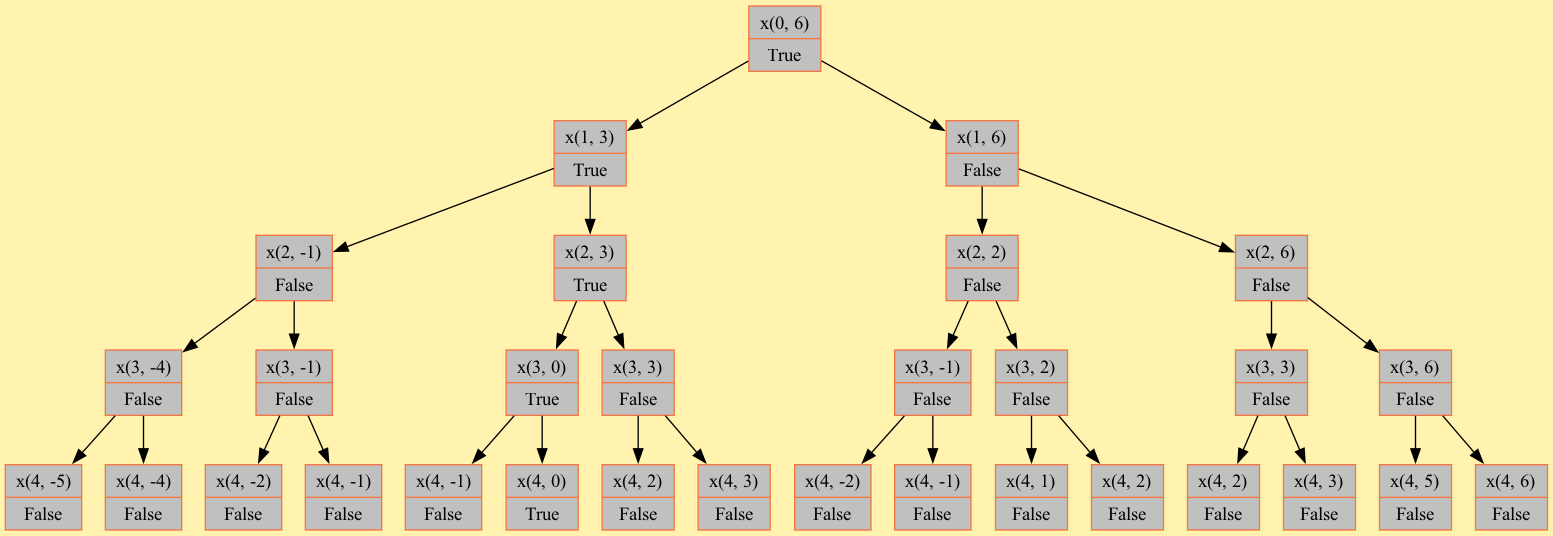 x(0, 6)
True
x(1, 3)
True
x(1, 6)
False
x(2, -1)
False
x(2, 3)
True
x(2, 2)
False
x(2, 6)
False
x(3, -4)
False
x(3, -1)
False
x(3, 0)
True
x(3, 3)
False
x(3, -1)
False
x(3, 2)
False
x(3, 3)
False
x(3, 6)
False
x(4, -5)
False
x(4, -4)
False
x(4, -2)
False
x(4, -1)
False
x(4, -1)
False
x(4, 0)
True
x(4, 2)
False
x(4, 3)
False
x(4, -2)
False
x(4, -1)
False
x(4, 1)
False
x(4, 2)
False
x(4, 2)
False
x(4, 3)
False
x(4, 5)
False
x(4, 6)
False